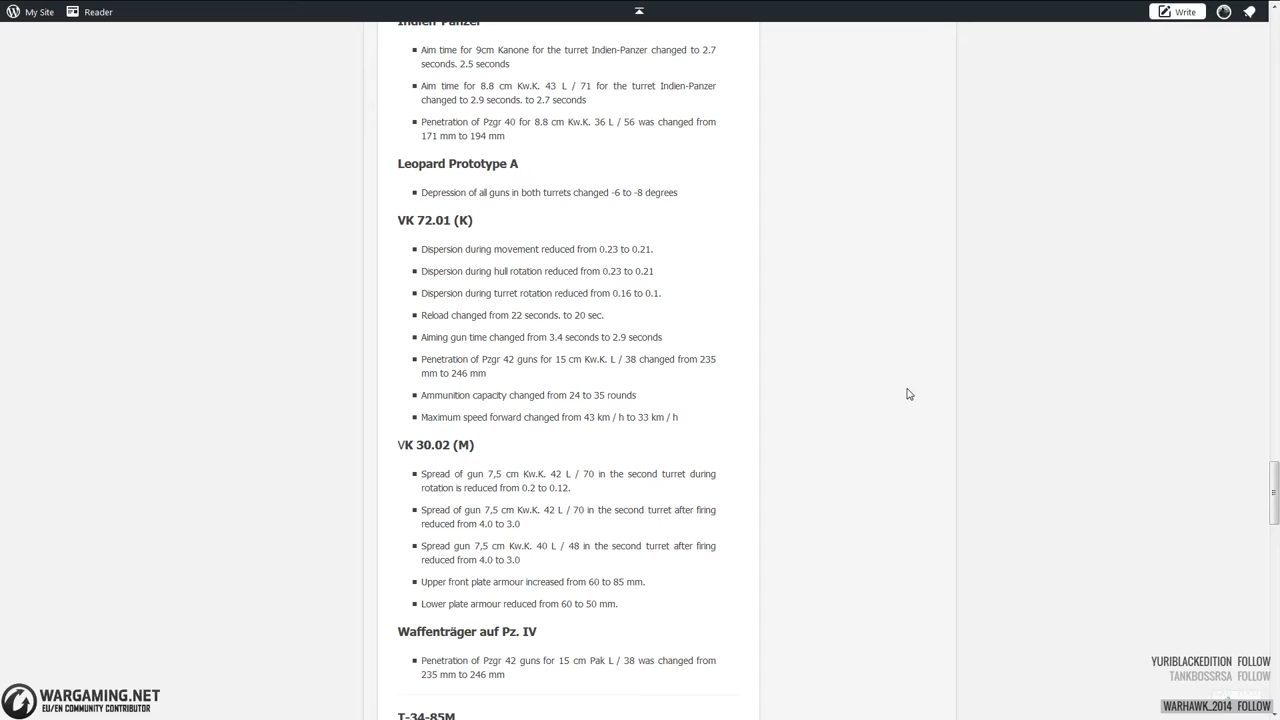 My Site
Reader
Write
Indien-Panzer
Aim time for 9cm Kanone for the turret Indien-Panzer changed to 2.7
seconds. 2.5 seconds
Aim time for 8.8 cm Kw.K. 43 L / 71 for the turret Indien-Panzer
changed to 2.9 seconds. to 2.7 seconds
Penetration of Pzgr 40 for 8.8 cm Kw.K. 36 L / 56 was changed from
171 mm to 194 mm
Leopard Prototype A
Depression of all guns in both turrets changed -6 to -8 degrees
VK 72.01 (K)
Dispersion during movement reduced from 0.23 to 0.21.
Dispersion during hull rotation reduced from 0.23 to 0.21
Dispersion during turret rotation reduced from 0.16 to 0.1.
Reload changed from 22 seconds. to 20 sec.
Aiming gun time changed from 3.4 seconds to 2.9 seconds
Penetration of Pzgr 42 guns for 15 cm Kw.K. L / 38 changed from 235
mm to 246 mm
Ammunition capacity changed from 24 to 35 rounds
Maximum speed forward changed from 43 km / h to 33 km / h
VK 30.02 (M)
Spread of gun 7,5 cm Kw.K. 42 L / 70 in the second turret during
rotation is reduced from 0.2 to 0.12.
Spread of gun 7,5 cm Kw.K. 42 L / 70 in the second turret after firing
reduced from 4.0 to 3.0
Spread gun 7,5 cm Kw.K. 40 L / 48 in the second turret after firing
reduced from 4.0 to 3.0
Upper front plate armour increased from 60 to 85 mm.
Lower plate armour reduced from 60 to 50 mm.
Waffenträger auf Pz. IV
Penetration of Pzgr 42 guns for 15 cm Pak L / 38 was changed from
235 mm to 246 mm
T-34-85M
WARGAMING.NET
EU/EN COMMUNITY CONTRIBUTOR
YURIBLACKEDITION FOLLOW
TANKBOSSRSA FOLLOW
WARHAWK_2014 FOLLOW